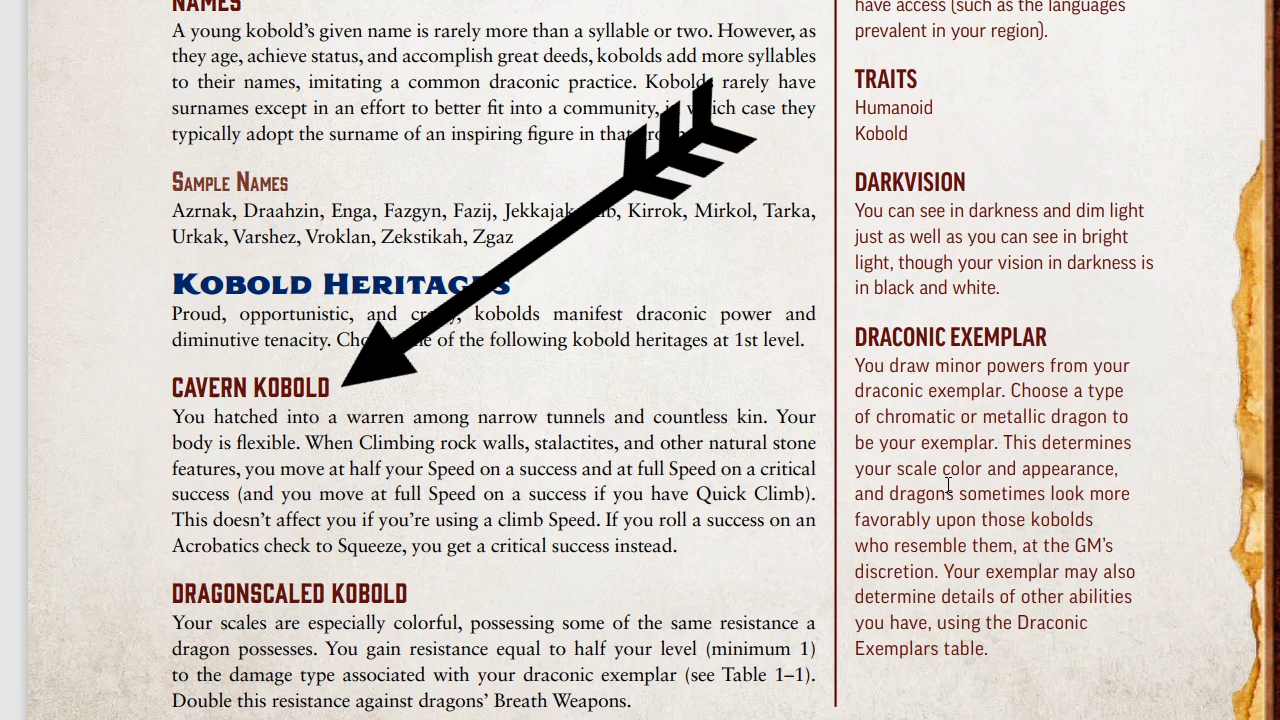 NAMES
A young kobold's given name is rarely more than a syllable or two. However, as
they age, achieve status, and accomplish great deeds, kobolds add more syllables
to their names, imitating a common draconic practice. Kobolds rarely have
surnames except in an effort to better fit into a community, in which case they
typically adopt the surname of an inspiring figure in that
SAMPLE NAMES
Azrnak, Draahzin, Enga, Fazgyn, Fazij, Kirrok, Mirkol, Tarka,
Urkak, Varshez, Vroklan, Zekstikah, Zgaz
KOBOLD HERITAGES
Proud, opportunistic, and crafty, kobolds manifest draconic power and
diminutive tenacity. Choose one of the following kobold heritages at 1st level.
CAVERN KOBOLD
You hatched into a warren among narrow tunnels and countless kin. Your
body is flexible. When Climbing rock walls, stalactites, and other natural stone
features, you move at half your Speed on a success and at full Speed on a critical
success (and you move at full Speed on a success if you have Quick Climb).
This doesn't affect you if you're using a climb Speed. If you roll a success on an
Acrobatics check to Squeeze, you get a critical success instead.
DRAGONSCALED KOBOLD
Your scales are especially colorful, possessing some of the same resistance a
dragon possesses. You gain resistance equal to half your level (minimum 1)
to the damage type associated with your draconic exemplar (see Table 1–1).
Double this resistance against dragons' Breath Weapons.
have access (such as the languages
prevalent in your region).
TRAITS
Humanoid
Kobold
DARKVISION
You can see in darkness and dim light
just as well as you can see in bright
light, though your vision in darkness is
in black and white.
DRACONIC EXEMPLAR
You draw minor powers from your
draconic exemplar. Choose a type
of chromatic or metallic dragon to
be your exemplar. This determines
your scale color and appearance,
and dragons sometimes look more
favorably upon those kobolds
who resemble them, at the GM's
discretion. Your exemplar may also
determine details of other abilities
you have, using the Draconic
Exemplars table.